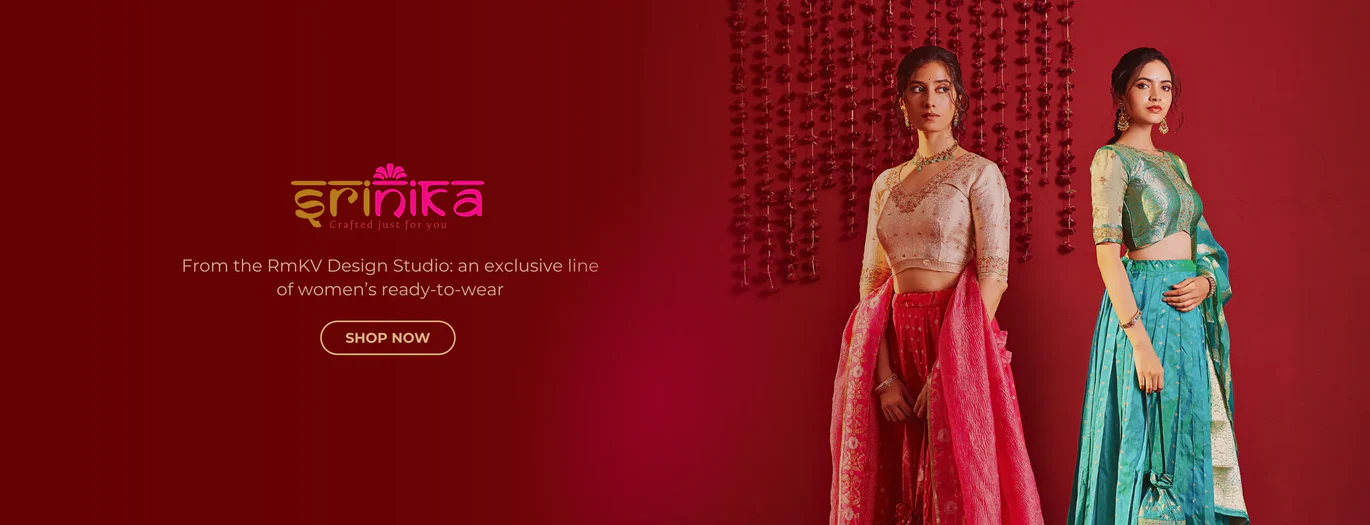 srinika
Crafted just for you
From the RmKV Design Studio: an exclusive line
of women’s ready-to-wear
SHOP NOW